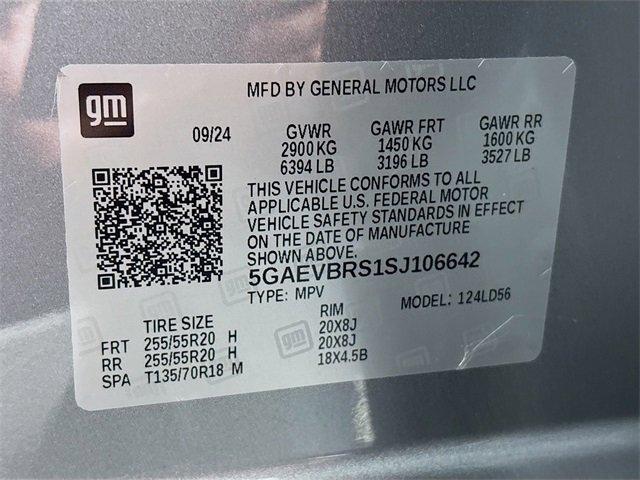 gm
MFD BY GENERAL MOTORS LLC
09/24 GVWR GAWR FRT GAWR RR
2900 KG 1450 KG 1600 KG
6394 LB 3196 LB 3527 LB
THIS VEHICLE CONFORMS TO ALL
APPLICABLE U.S. FEDERAL MOTOR
VEHICLE SAFETY STANDARDS IN EFFECT
ON THE DATE OF MANUFACTURE
SHOWN ABOVE.
5GAEVBRS1SJ106642
TYPE: MPV MODEL: 124LD56
TIRE SIZE RIM
FRT 255/55R20 H 20X8J
RR 255/55R20 H 20X8J
SPA T135/70R18 M 18X4.5B